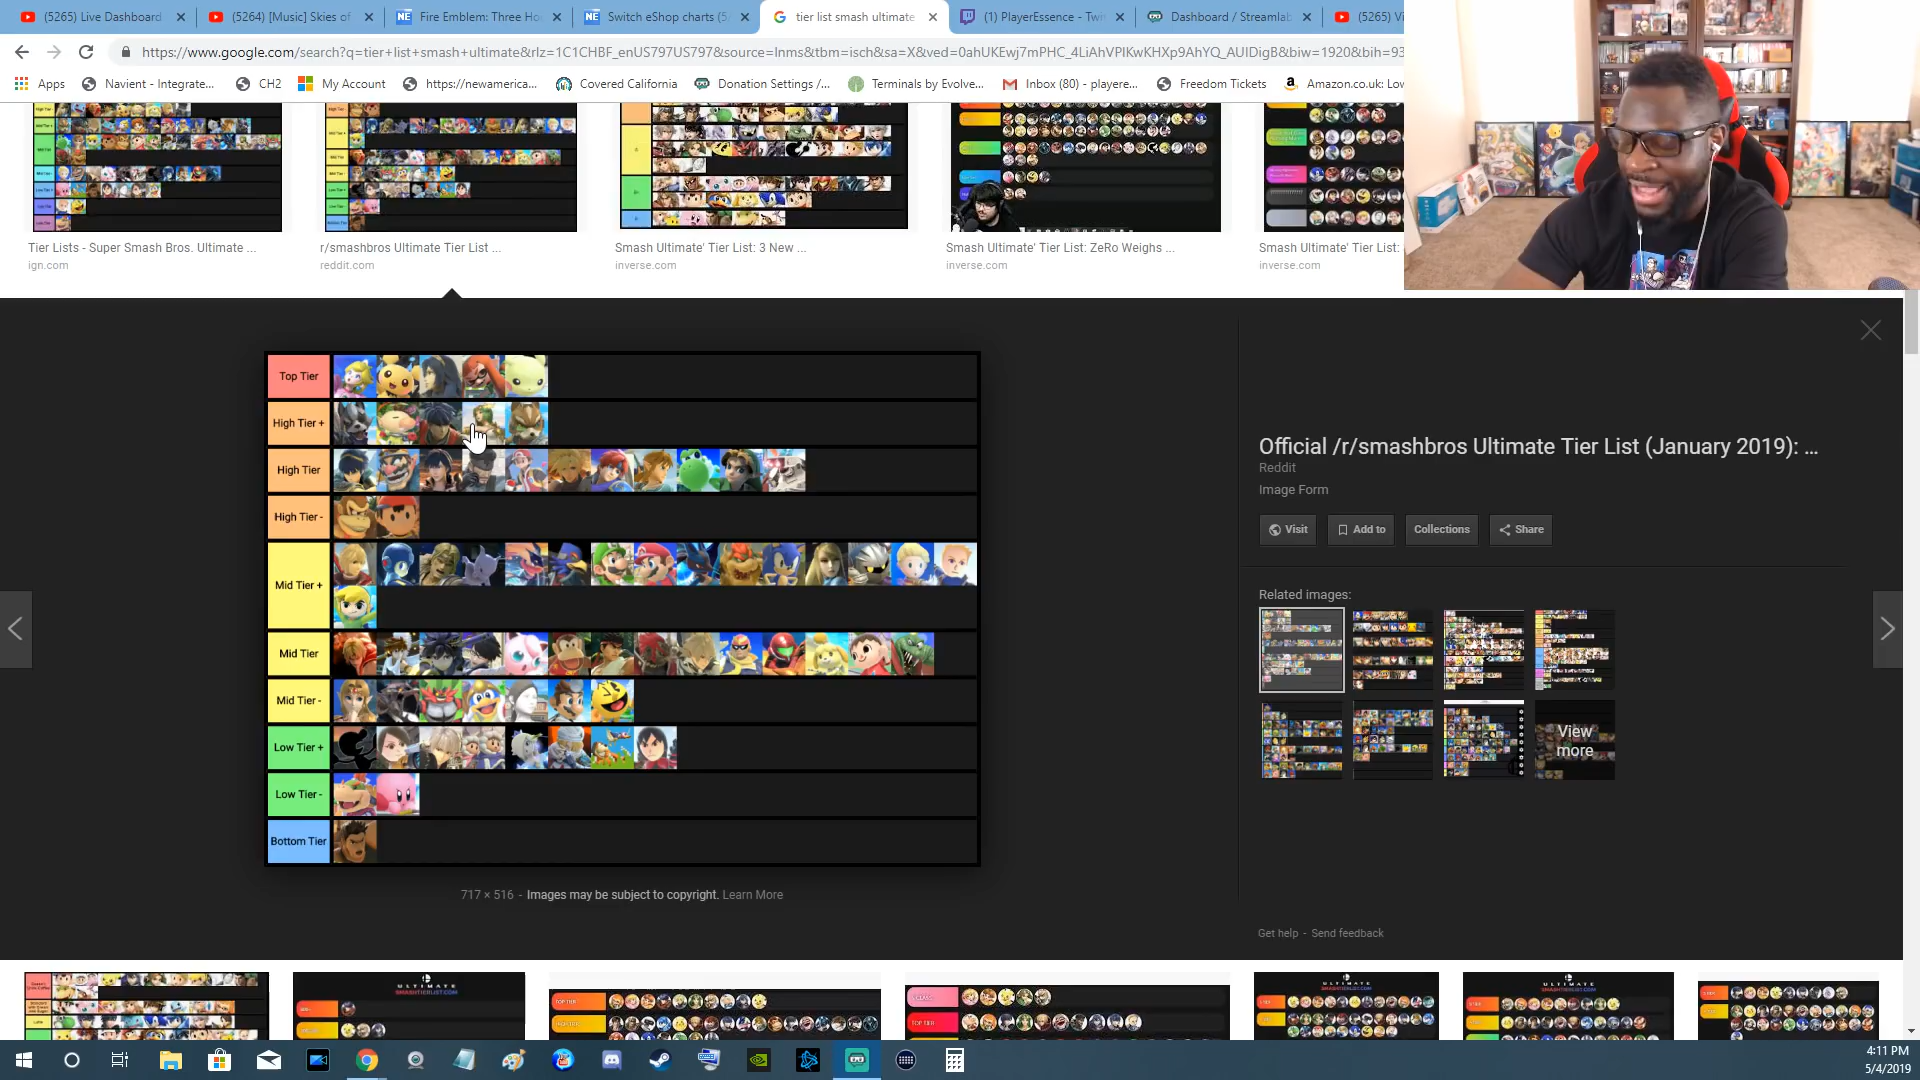 (5265) Live Dashboard
(5264) [Music] Skies of
Fire Emblem: Three Ho
Switch eShop charts (5/
tier list smash ultimate
(1) PlayerEssence - Twi
Dashboard / Streamlab
(5265) Vi
https://www.google.com/search?q=tier+list+smash+ultimate&rlz=1C1CHBF_enUS797US797&source=lnms&tbm=isch&sa=X&ved=0ahUKEwj7mPHC_4LiAhVPIKwKHXp9AhYQ_AUIDigB&biw=1920&bih=93
Apps
Navient - Integrate...
CH2
My Account
https://newamerica...
Covered California
Donation Settings /...
Terminals by Evolve...
Inbox (80) - playere...
Freedom Tickets
Amazon.co.uk: Low
Tier Lists - Super Smash Bros. Ultimate ...
ign.com
r/smashbros Ultimate Tier List ...
reddit.com
Smash Ultimate' Tier List: 3 New ...
inverse.com
Smash Ultimate' Tier List: ZeRo Weighs ...
inverse.com
Smash Ultimate' Tier List:
inverse.com
Top Tier
High Tier +
High Tier
High Tier -
Mid Tier +
Mid Tier
Mid Tier -
Low Tier +
Low Tier -
Bottom Tier
717 × 516 - Images may be subject to copyright. Learn More
Official /r/smashbros Ultimate Tier List (January 2019): ...
Reddit
Image Form
Visit
Add to
Collections
Share
Related images:
View more
Get help - Send feedback
ULTIMATE
TOP TIER
TOP TIER
ULTIMATE
ULTIMATE
4:11 PM
5/4/2019